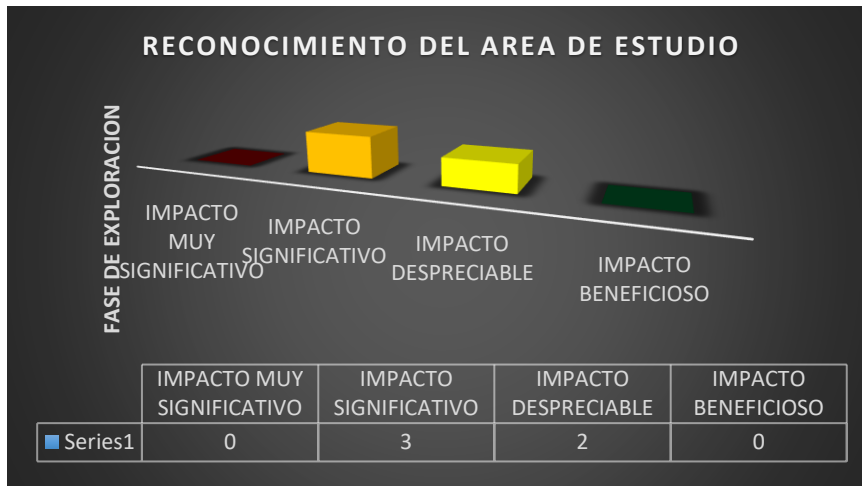 RECONOCIMIENTO DEL AREA DE ESTUDIO
FASE DE EXPLORACION
IMPACTO
MUY
SIGNIFICATIVO
IMPACTO
SIGNIFICATIVO
IMPACTO
DESPRECIABLE
IMPACTO
BENEFICIOSO
IMPACTO MUY SIGNIFICATIVO
IMPACTO SIGNIFICATIVO
IMPACTO DESPRECIABLE
IMPACTO BENEFICIOSO
Series1 0 3 2 0